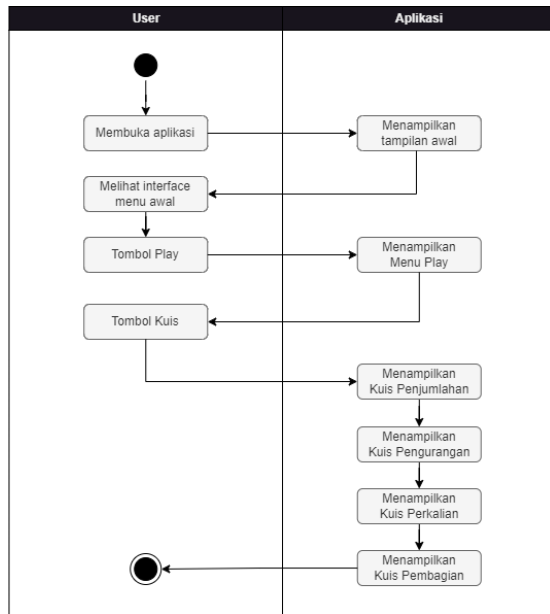 User
Aplikasi
Membuka aplikasi
Menampilkan
tampilan awal
Melihat interface
menu awal
Tombol Play
Menampilkan
Menu Play
Tombol Kuis
Menampilkan
Kuis Penjumlahan
Menampilkan
Kuis Pengurangan
Menampilkan
Kuis Perkalian
Menampilkan
Kuis Pembagian